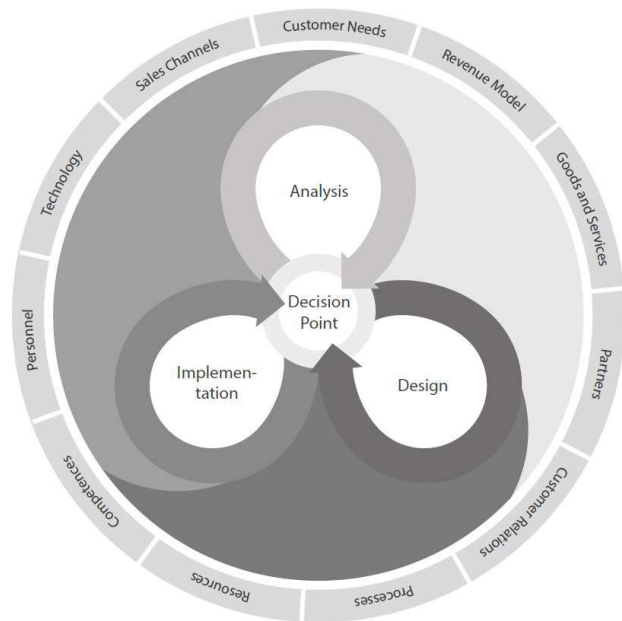 Customer Needs
Revenue Model
Goods and Services
Partners
Customer Relations
Processes
Resources
Competences
Personnel
Technology
Sales Channels
Analysis
Decision
Point
Implemen-
tation
Design